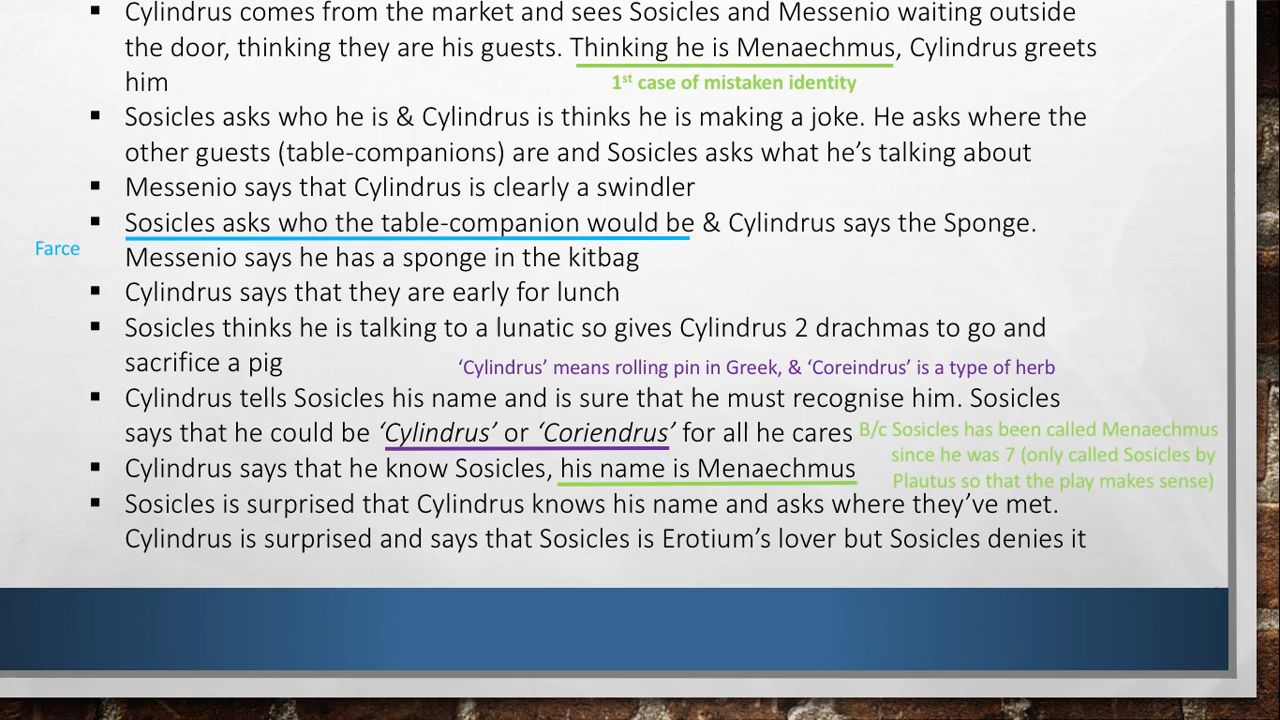 ▪ Cylindrus comes from the market and sees Sosicles and Messenio waiting outside
the door, thinking they are his guests. Thinking he is Menaechmus, Cylindrus greets
him
1st case of mistaken identity
▪ Sosicles asks who he is & Cylindrus is thinks he is making a joke. He asks where the
other guests (table-companions) are and Sosicles asks what he's talking about
▪ Messenio says that Cylindrus is clearly a swindler
▪ Sosicles asks who the table-companion would be & Cylindrus says the Sponge.
Farce
Messenio says he has a sponge in the kitbag
▪ Cylindrus says that they are early for lunch
▪ Sosicles thinks he is talking to a lunatic so gives Cylindrus 2 drachmas to go and
sacrifice a pig
'Cylindrus' means rolling pin in Greek, & 'Coreindrus' is a type of herb
▪ Cylindrus tells Sosicles his name and is sure that he must recognise him. Sosicles
says that he could be 'Cylindrus' or 'Coriendrus' for all he cares
B/c Sosicles has been called Menaechmus
since he was 7 (only called Sosicles by
Plautus so that the play makes sense)
▪ Cylindrus says that he know Sosicles, his name is Menaechmus
▪ Sosicles is surprised that Cylindrus knows his name and asks where they've met.
Cylindrus is surprised and says that Sosicles is Erotium's lover but Sosicles denies it